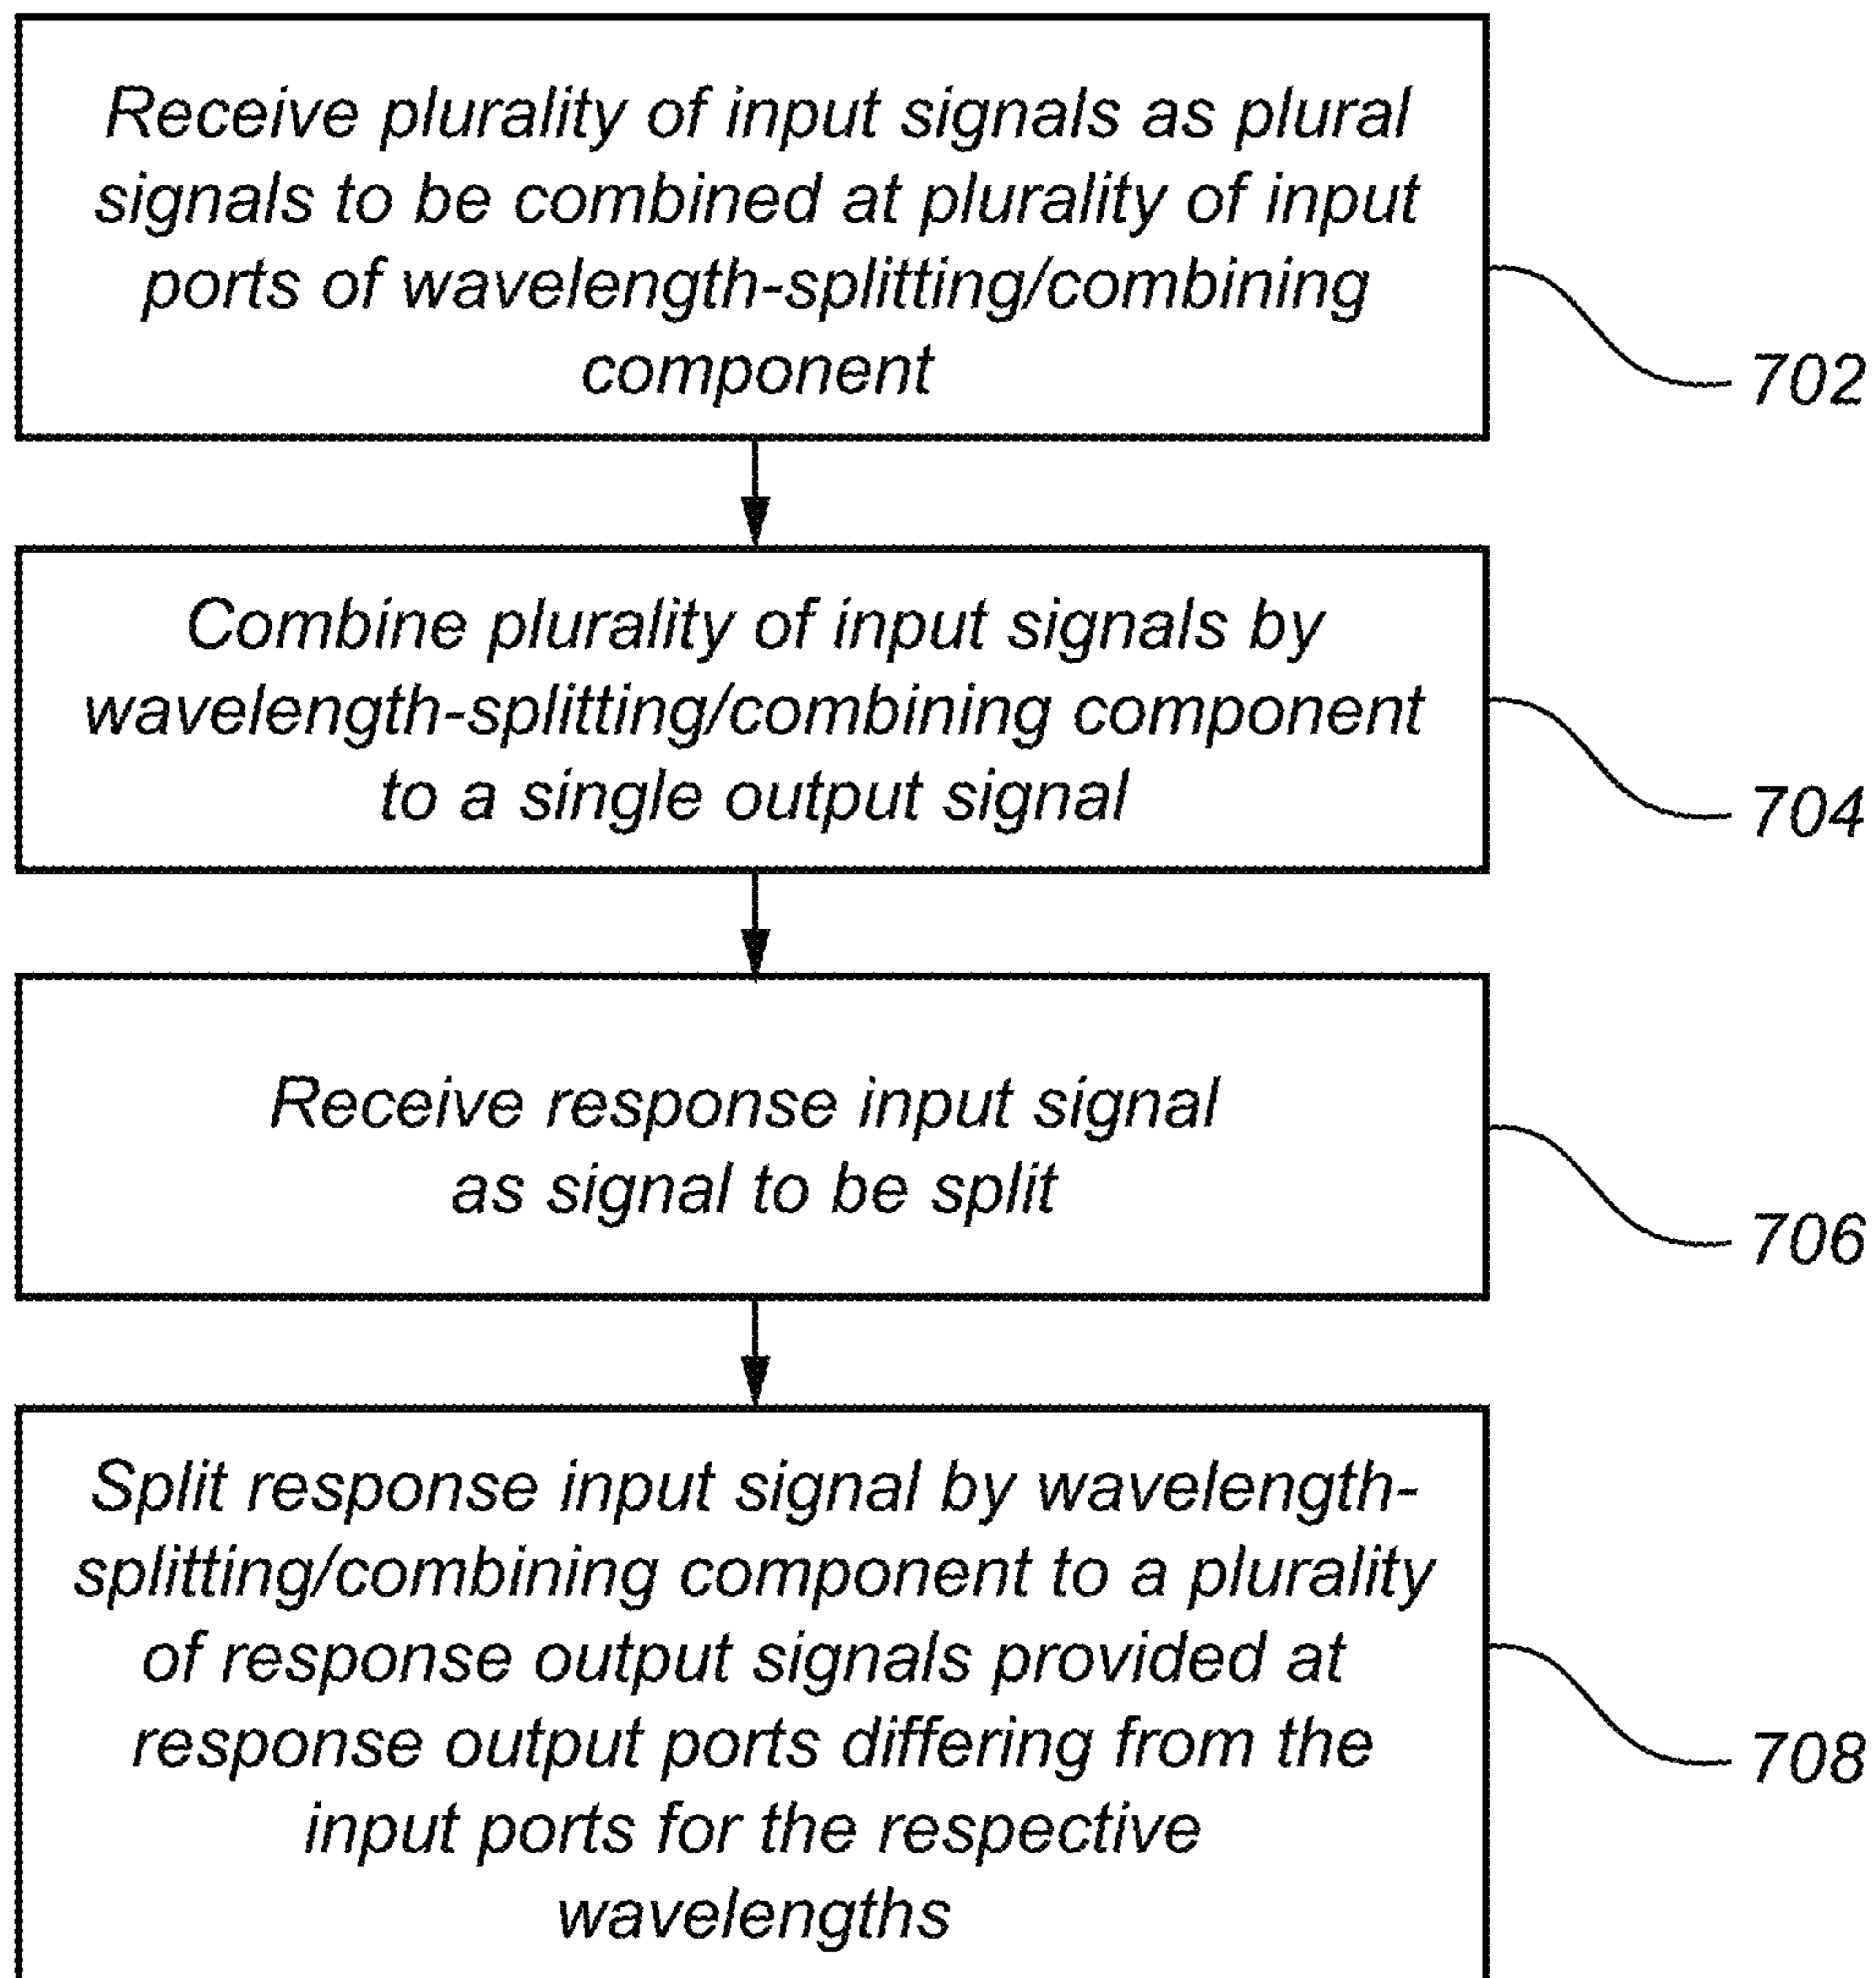 Receive plurality of input signals as plural
signals to be combined at plurality of input
ports of wavelength-splitting/combining
component
702
Combine plurality of input signals by
wavelength-splitting/combining component
to a single output signal
704
Receive response input signal
as signal to be split
706
Split response input signal by wavelength-
splitting/combining component to a plurality
of response output signals provided at
response output ports differing from the
input ports for the respective
wavelengths
708